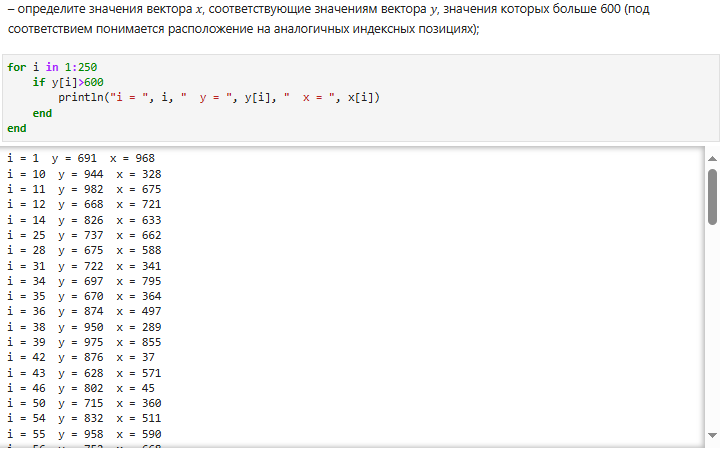 – определите значения вектора x, соответствующие значениям вектора y, значения которых больше 600 (под
соответствием понимается расположение на аналогичных индексных позициях);
for i in 1:250
    if y[i]>600
        println("i = ", i, "  y = ", y[i], "  x = ", x[i])
    end
end
i = 1  y = 691  x = 968
i = 10  y = 944  x = 328
i = 11  y = 982  x = 675
i = 12  y = 668  x = 721
i = 14  y = 826  x = 633
i = 25  y = 737  x = 662
i = 28  y = 675  x = 588
i = 31  y = 722  x = 341
i = 34  y = 697  x = 795
i = 35  y = 670  x = 364
i = 36  y = 874  x = 497
i = 38  y = 950  x = 289
i = 39  y = 975  x = 855
i = 42  y = 876  x = 37
i = 43  y = 628  x = 571
i = 46  y = 802  x = 45
i = 50  y = 715  x = 360
i = 54  y = 832  x = 511
i = 55  y = 958  x = 590